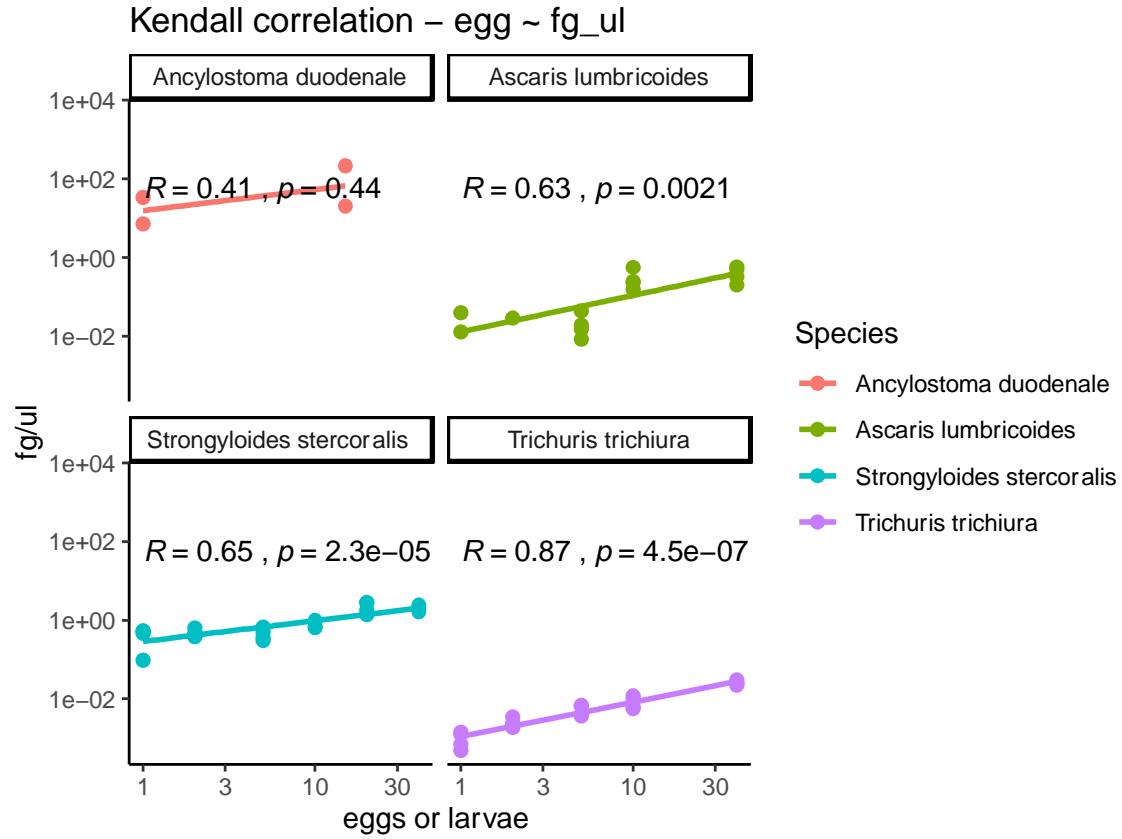 Kendall correlation − egg ~ fg_ul
Ancylostoma duodenale
Ascaris lumbricoides
1e+04
1e+02
1e+00
1e−02
R = 0.41 , p = 0.44
R = 0.63 , p = 0.0021
Strongyloides stercoralis
Trichuris trichiura
1e+04
1e+02
1e+00
1e−02
R = 0.65 , p = 2.3e−05
R = 0.87 , p = 4.5e−07
1 3 10 30
1 3 10 30
eggs or larvae
fg/ul
Species
Ancylostoma duodenale
Ascaris lumbricoides
Strongyloides stercoralis
Trichuris trichiura